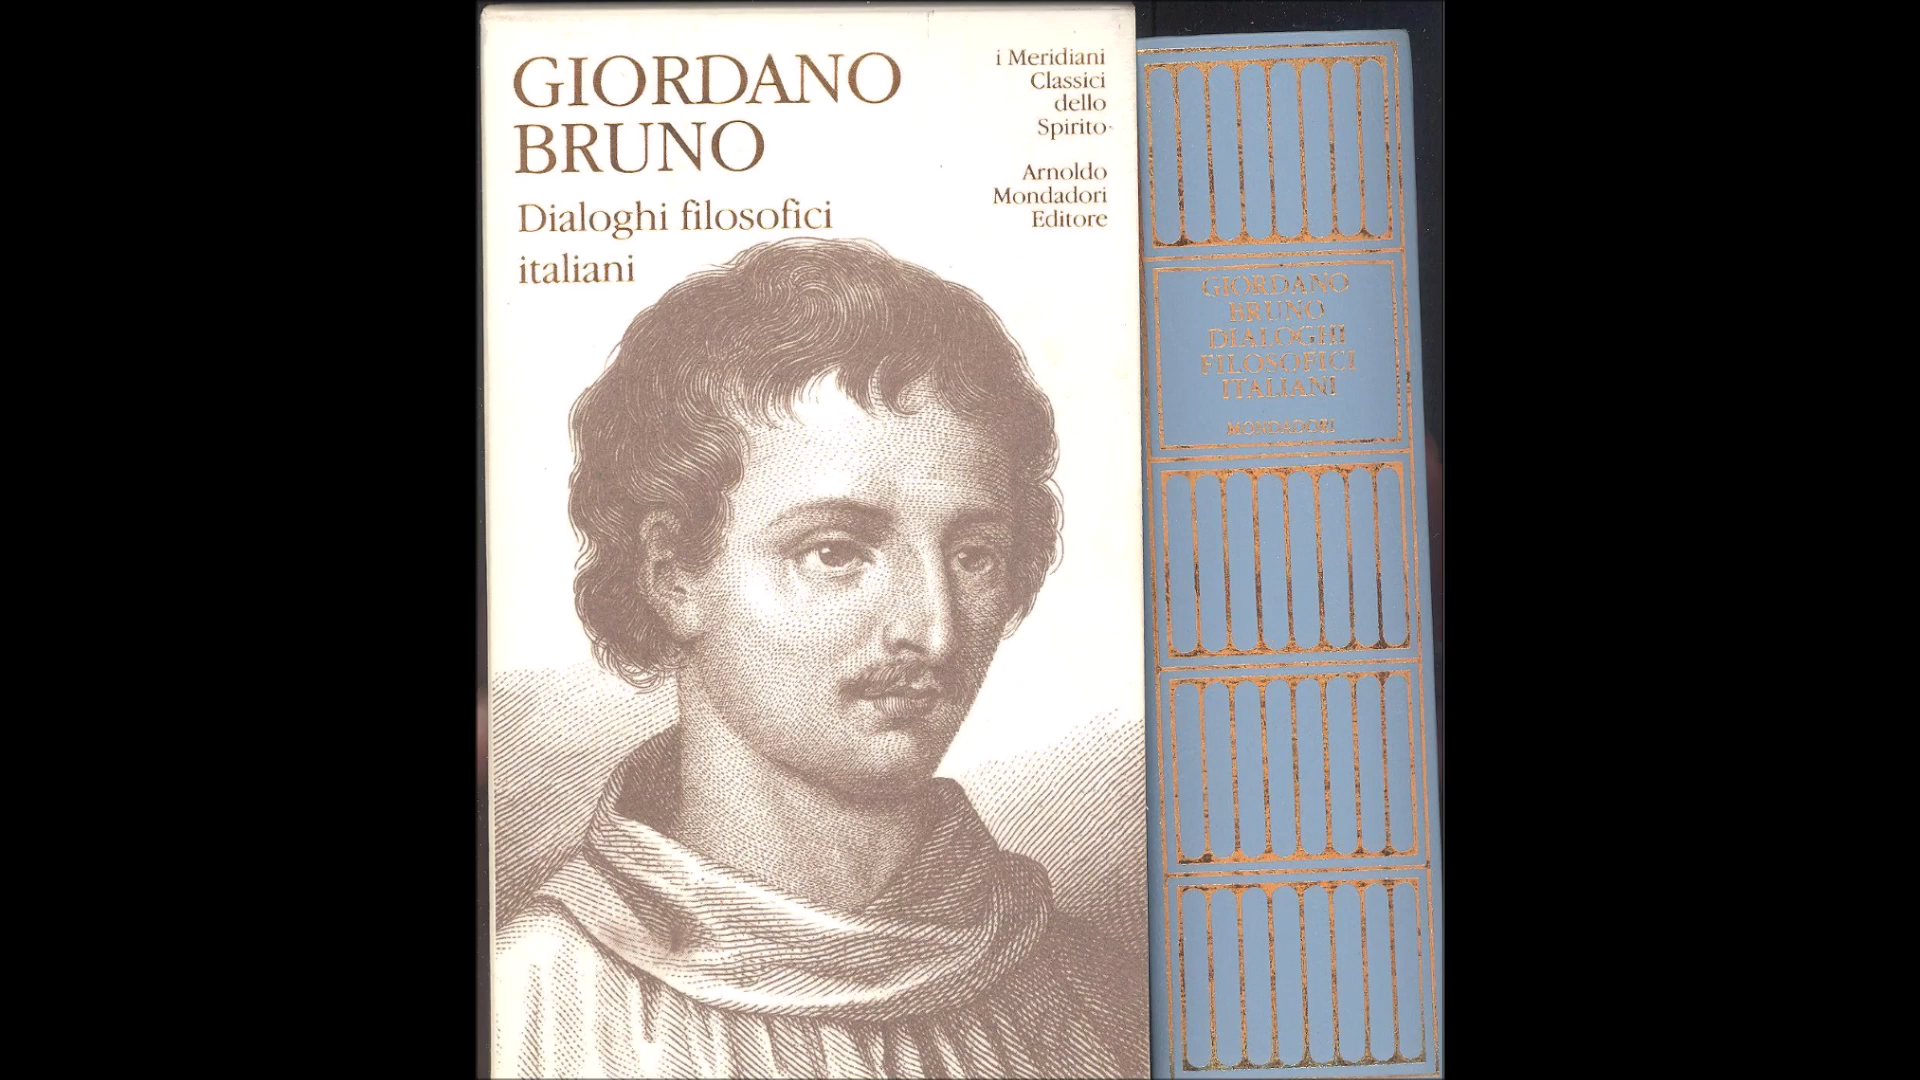 GIORDANO
BRUNO
Dialoghi filosofici
italiani
i Meridiani
Classici
dello
Spirito
Arnoldo
Mondadori
Editore
GIORDANO
BRUNO
DIALOGHI
FILOSOFICI
ITALIANI
MONDADORI